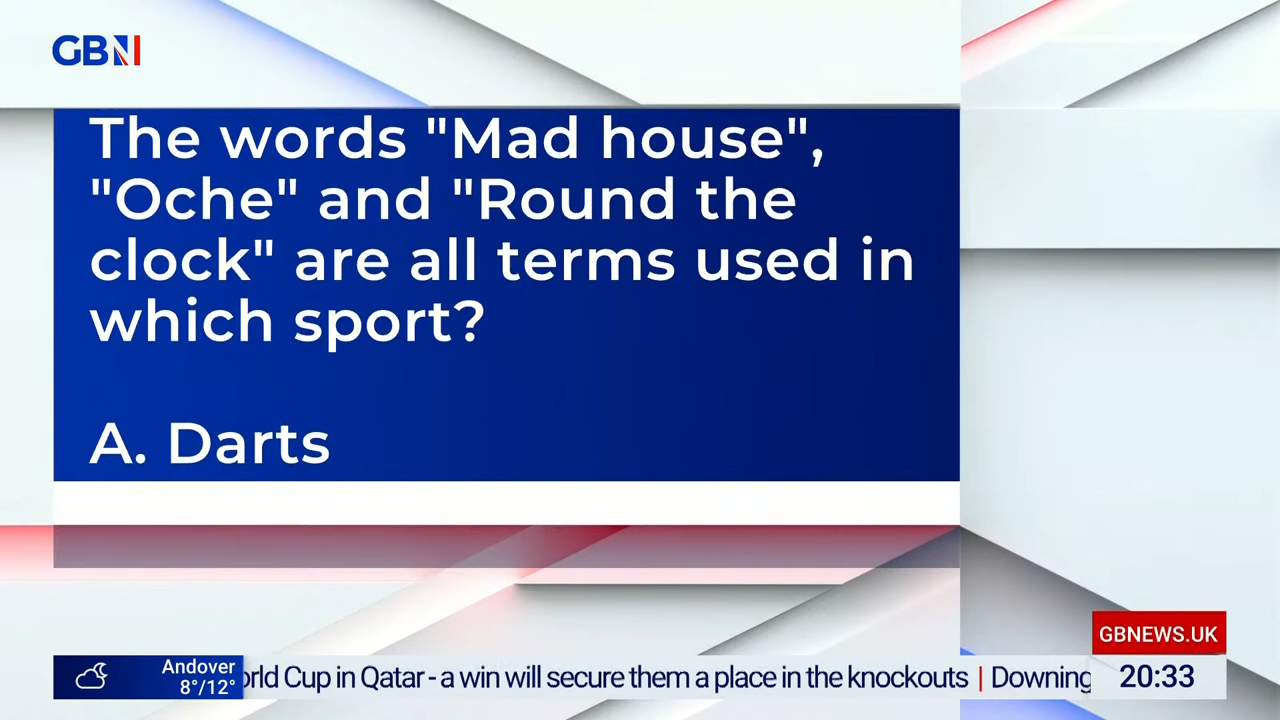 GBN
The words "Mad house",
"Oche" and "Round the
clock" are all terms used in
which sport?
A. Darts
GBNEWS.UK
Andover
8°/12°
Cup in Qatar - a win will secure them a place in the knockouts | Downing
20:33